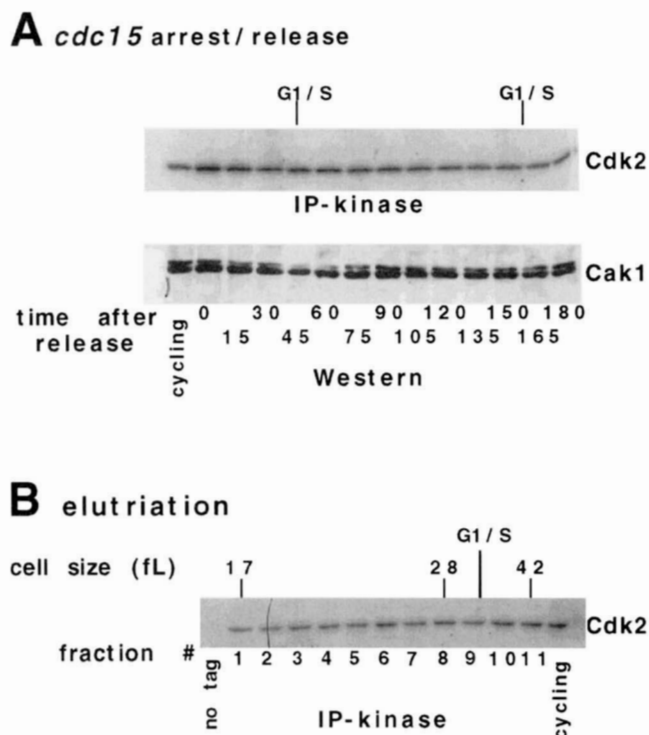 A cdc15 arrest/ release
G1/S G1/S
Cdk2
IP-kinase
Cak1
time after 0 30 60 90 120 150 180
release 15 45 75 105 135 165
cycling
Western
B elutriation
G1/S
cell size (fL) 17 28 42
Cdk2
fraction # 1 2 3 4 5 6 7 8 9 10 11
no tag
IP-kinase
cycling